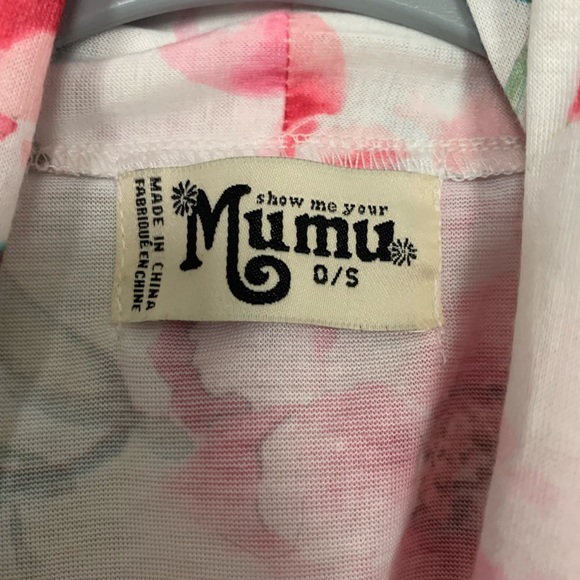 show me your
Mumu
O/S
MADE IN CHINA
FABRIQUÉ EN CHINE